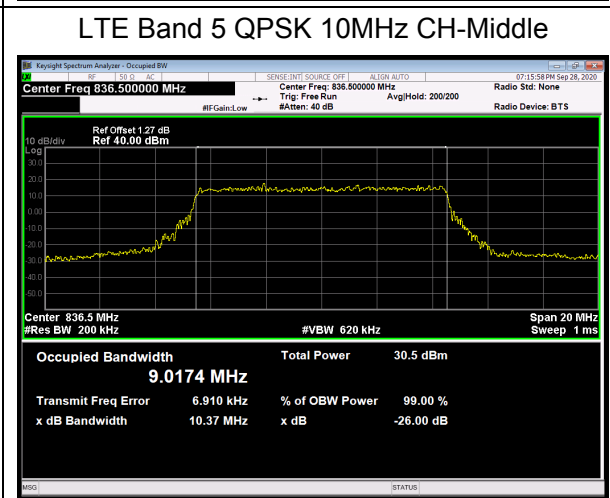 LTE Band 5 QPSK 10MHz CH-Middle
Keysight Spectrum Analyzer - Occupied BW
RF 50 Ω AC SENSE:INT SOURCE OFF ALIGN AUTO 07:15:58 PM Sep 28, 2020
Center Freq 836.500000 MHz Center Freq: 836.500000 MHz Radio Std: None
Trig: Free Run Avg|Hold: 200/200
#IFGain:Low #Atten: 40 dB Radio Device: BTS
Ref Offset 1.27 dB
10 dB/div Ref 40.00 dBm
Log
30.0
20.0
10.0
0.00
-10.0
-20.0
-30.0
-40.0
-50.0
Center 836.5 MHz Span 20 MHz
#Res BW 200 kHz #VBW 620 kHz Sweep 1 ms
Occupied Bandwidth Total Power 30.5 dBm
9.0174 MHz
Transmit Freq Error 6.910 kHz % of OBW Power 99.00 %
x dB Bandwidth 10.37 MHz x dB -26.00 dB
MSG STATUS